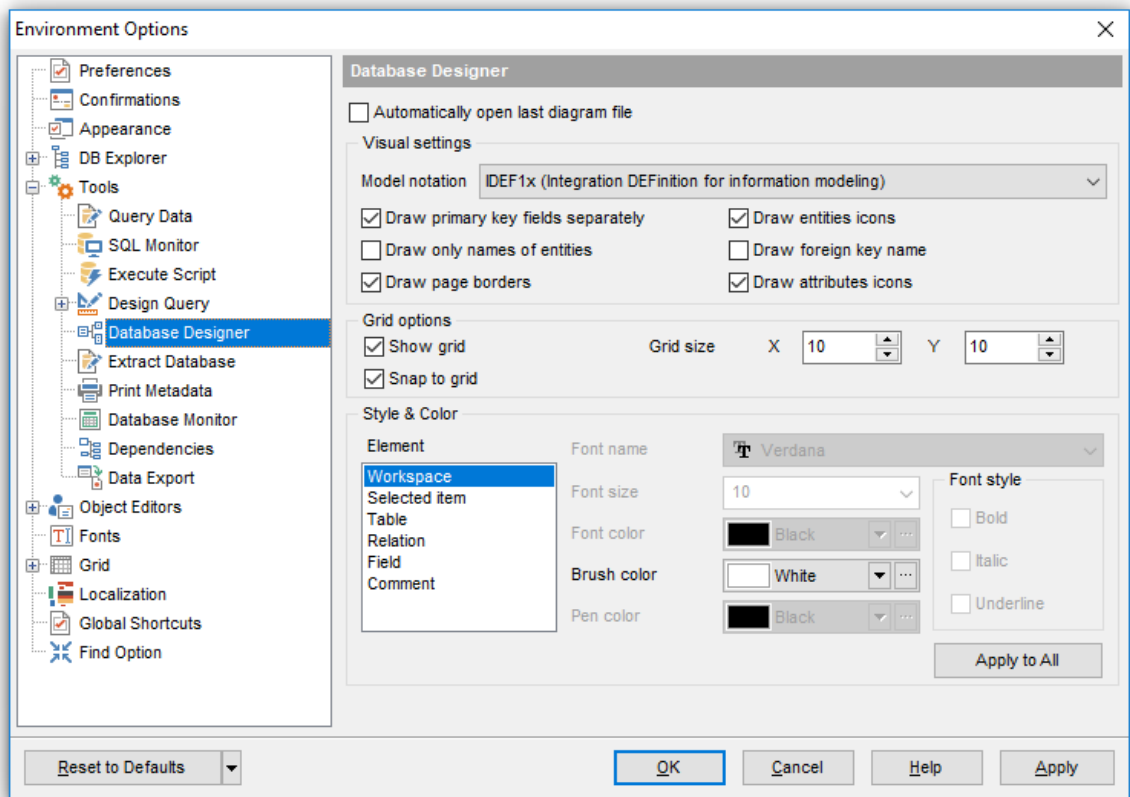 Environment Options
Preferences
Confirmations
Appearance
DB Explorer
Tools
Query Data
SQL Monitor
Execute Script
Design Query
Database Designer
Extract Database
Print Metadata
Database Monitor
Dependencies
Data Export
Object Editors
Fonts
Grid
Localization
Global Shortcuts
Find Option
Database Designer
Automatically open last diagram file
Visual settings
Model notation IDEF1x (Integration DEFinition for information modeling)
Draw primary key fields separately Draw entities icons
Draw only names of entities Draw foreign key name
Draw page borders Draw attributes icons
Grid options
Show grid Grid size X 10 Y 10
Snap to grid
Style & Color
Element
Workspace
Selected item
Table
Relation
Field
Comment
Font name Verdana
Font size 10
Font color Black
Brush color White
Pen color Black
Font style
Bold
Italic
Underline
Apply to All
Reset to Defaults OK Cancel Help Apply